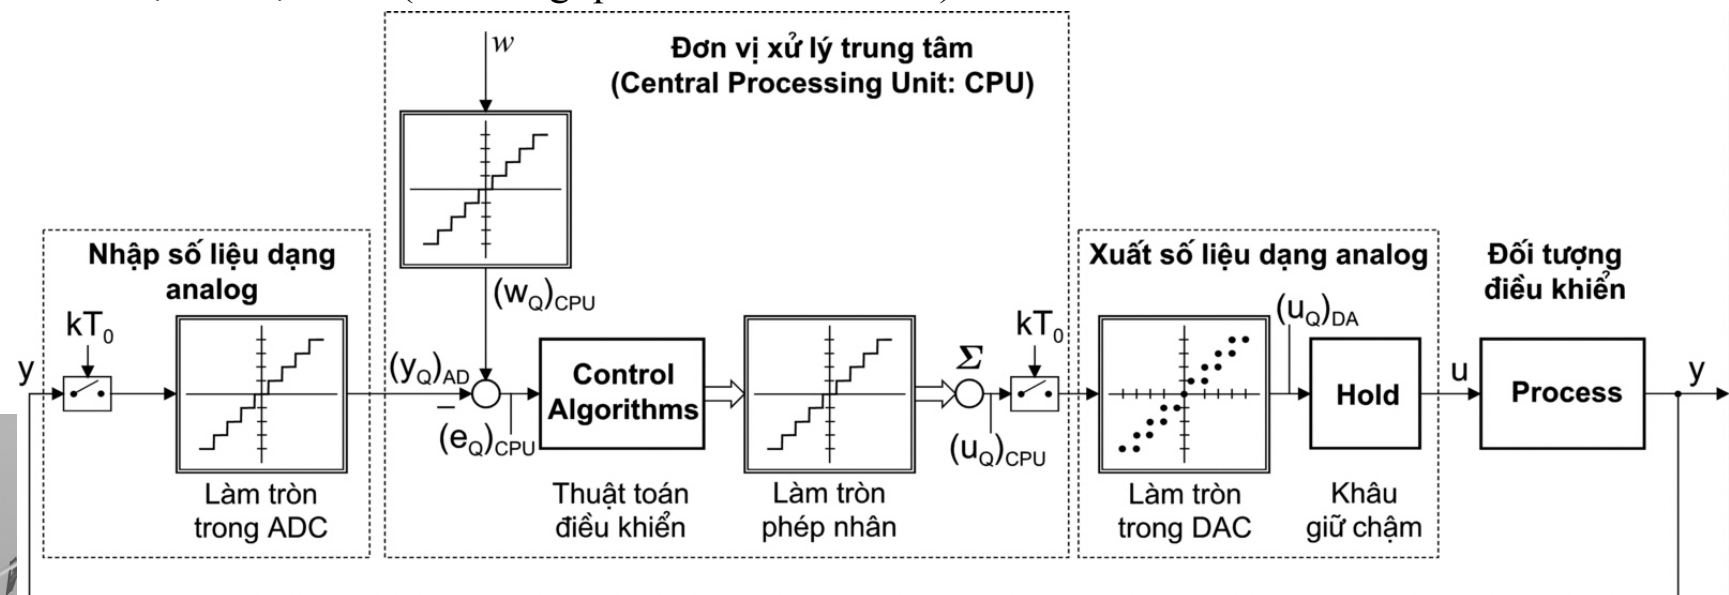 w
Đơn vị xử lý trung tâm
(Central Processing Unit: CPU)
Nhập số liệu dạng
analog
(w_Q)_CPU
Xuất số liệu dạng analog
Đối tượng
điều khiển
kT_0
kT_0
(u_Q)_DA
y
(y_Q)_AD
−
(e_Q)_CPU
Control
Algorithms
Σ
(u_Q)_CPU
Hold
u
Process
y
Làm tròn
trong ADC
Thuật toán
điều khiển
Làm tròn
phép nhân
Làm tròn
trong DAC
Khâu
giữ chậm